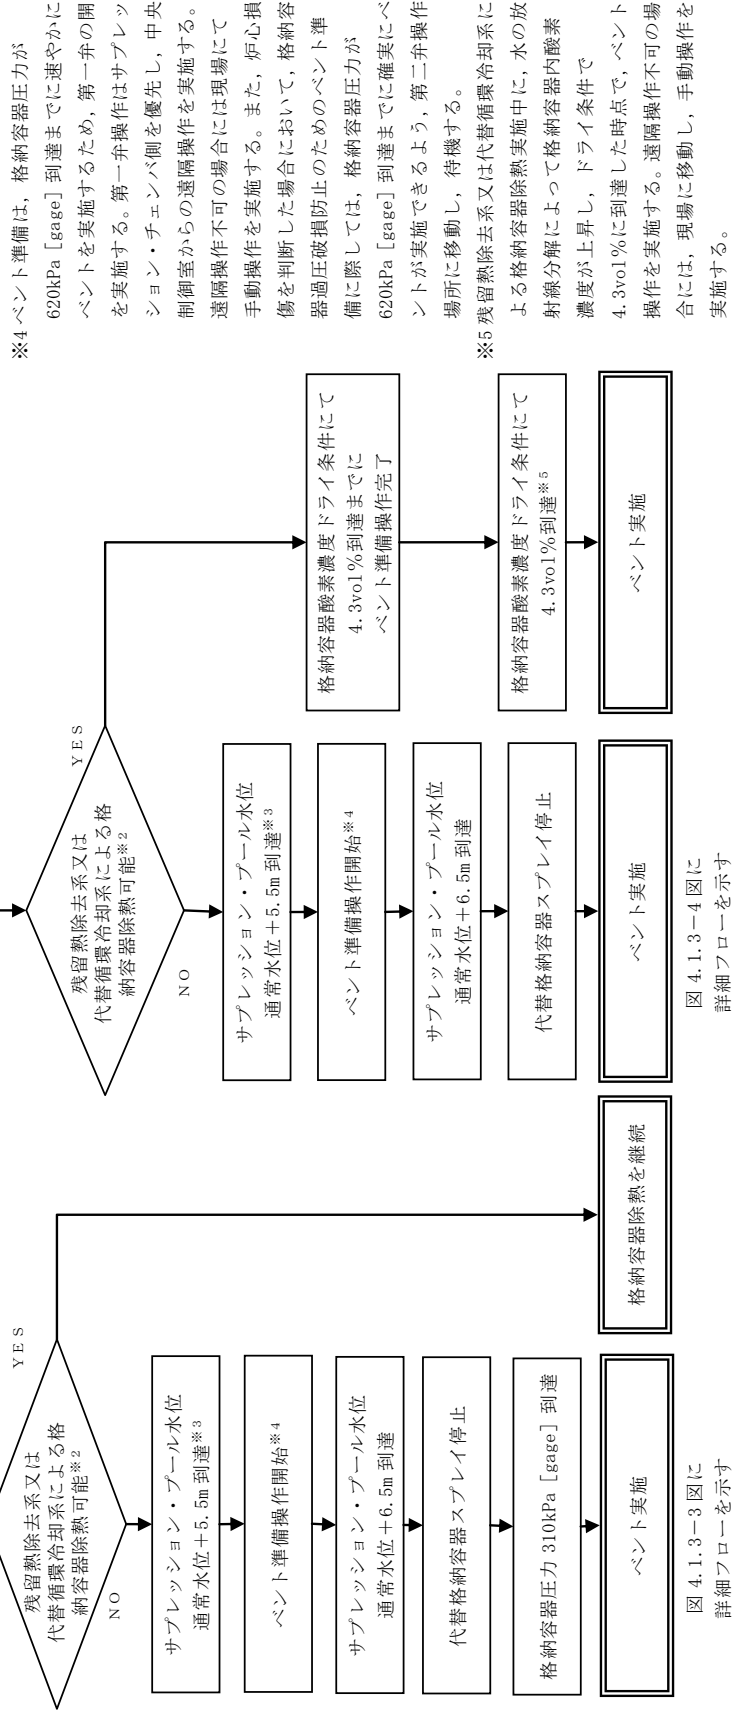 残留熱除去系又は
代替循環冷却系による格
納容器除熱可能※2
YES
NO
サプレッション・プール水位
通常水位＋5.5m 到達※3
ベント準備操作開始※4
サプレッション・プール水位
通常水位＋6.5m 到達
代替格納容器スプレイ停止
格納容器圧力 310kPa［gage］到達
ベント実施
格納容器除熱を継続
図 4.1.3−3 図に
詳細フローを示す
残留熱除去系又は
代替循環冷却系による格
納容器除熱可能※2
YES
NO
サプレッション・プール水位
通常水位＋5.5m 到達※3
ベント準備操作開始※4
サプレッション・プール水位
通常水位＋6.5m 到達
代替格納容器スプレイ停止
ベント実施
図 4.1.3−4 図に
詳細フローを示す
格納容器酸素濃度ドライ条件にて
4.3vol%到達までに
ベント準備操作完了
格納容器酸素濃度ドライ条件にて
4.3vol%到達※5
ベント実施
※4 ベント準備は，格納容器圧力が
620kPa［gage］到達までに速やかに
ベントを実施するため，第一弁の開
を実施する。第一弁操作はサプレッ
ション・チェンバ側を優先し，中央
制御室からの遠隔操作を実施する。
遠隔操作不可の場合には現場にて
手動操作を実施する。また，炉心損
傷を判断した場合において，格納容
器過圧破損防止のためのベント準
備に際しては，格納容器圧力が
620kPa［gage］到達までに確実にベ
ントが実施できるよう，第二弁操作
場所に移動し，待機する。
※5 残留熱除去系又は代替循環冷却系に
よる格納容器除熱実施中に，水の放
射線分解によって格納容器内酸素
濃度が上昇し，ドライ条件で
4.3vol%に到達した時点で，ベント
操作を実施する。遠隔操作不可の場
合には，現場に移動し，手動操作を
実施する。